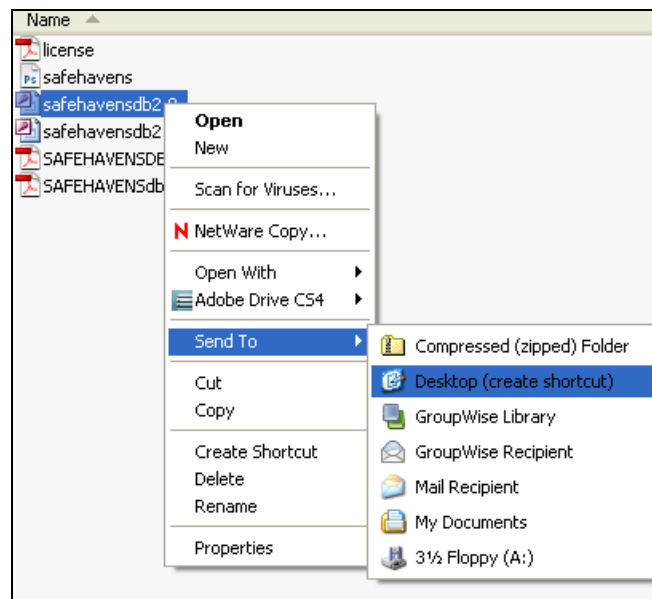 Name
license
safehavens
safehavensdb2
safehavensdb2
SAFEHAVENSDE
SAFEHAVENSdb
Open
New
Scan for Viruses...
NetWare Copy...
Open With
Adobe Drive CS4
Send To
Cut
Copy
Create Shortcut
Delete
Rename
Properties
Compressed (zipped) Folder
Desktop (create shortcut)
GroupWise Library
GroupWise Recipient
Mail Recipient
My Documents
3½ Floppy (A:)